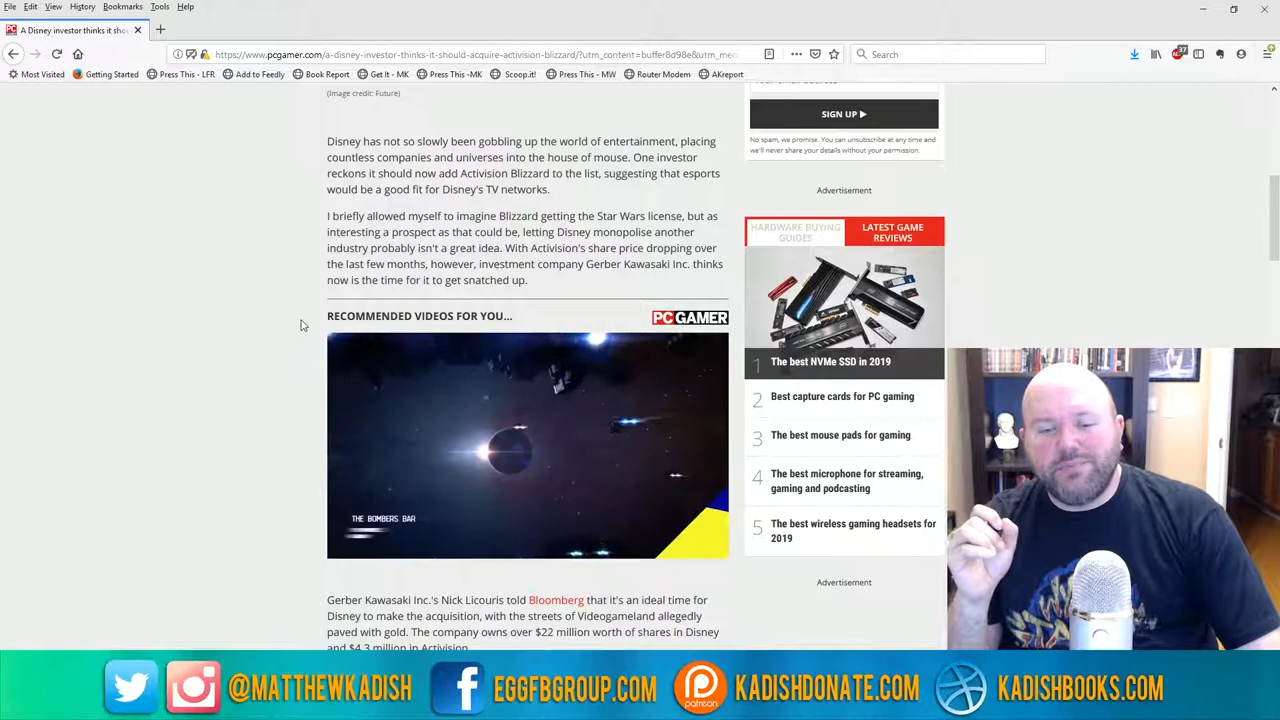 File Edit View History Bookmarks Tools Help
A Disney investor thinks it shou
https://www.pcgamer.com/a-disney-investor-thinks-it-should-acquire-activision-blizzard/?utm_content=buffer8d98e&utm_mec
Search
37
Most Visited Getting Started Press This - LFR Add to Feedly Book Report Get It - MK Press This -MK Scoop.it! Press This - MW Router Modem AKreport
(Image credit: Future)
Disney has not so slowly been gobbling up the world of entertainment, placing
countless companies and universes into the house of mouse. One investor
reckons it should now add Activision Blizzard to the list, suggesting that esports
would be a good fit for Disney's TV networks.
I briefly allowed myself to imagine Blizzard getting the Star Wars license, but as
interesting a prospect as that could be, letting Disney monopolise another
industry probably isn't a great idea. With Activision's share price dropping over
the last few months, however, investment company Gerber Kawasaki Inc. thinks
now is the time for it to get snatched up.
RECOMMENDED VIDEOS FOR YOU...
PC GAMER
THE BOMBERS BAR
Gerber Kawasaki Inc.'s Nick Licouris told Bloomberg that it's an ideal time for
Disney to make the acquisition, with the streets of Videogameland allegedly
paved with gold. The company owns over $22 million worth of shares in Disney
and $4.3 million in Activision.
SIGN UP
No spam, we promise. You can unsubscribe at any time and
we'll never share your details without your permission.
Advertisement
HARDWARE BUYING
GUIDES
LATEST GAME
REVIEWS
1 The best NVMe SSD in 2019
2 Best capture cards for PC gaming
3 The best mouse pads for gaming
4 The best microphone for streaming,
gaming and podcasting
5 The best wireless gaming headsets for
2019
Advertisement
@MATTHEWKADISH
EGGFBGROUP.COM
patreon
KADISHDONATE.COM
KADISHBOOKS.COM